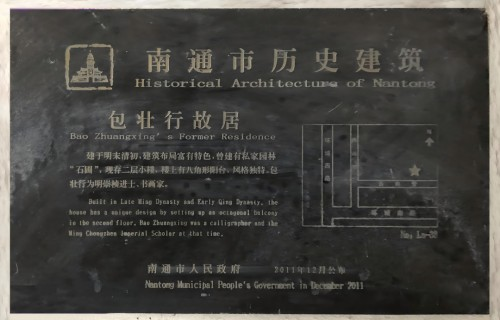 南通市历史建筑
Historical Architecture of Nantong
包壮行故居
Bao Zhuangxing's Former Residence
建于明末清初，建筑布局富有特色，曾建有私家园林
“石圃”。现存二层小楼，楼上有八角形阳台，风格独特。包
壮行为明崇祯进士、书画家。
Built in Late Ming Dynasty and Early Qing Dynasty, the
house has a unique design by setting up an octagonal balcony
in the second floor. Bao Zhuangxing was a calligrapher and the
Ming Chongzhen Imperial Scholar at that time.
南通市人民政府 2011年12月公布
Nantong Municipal People's Government in December 2011